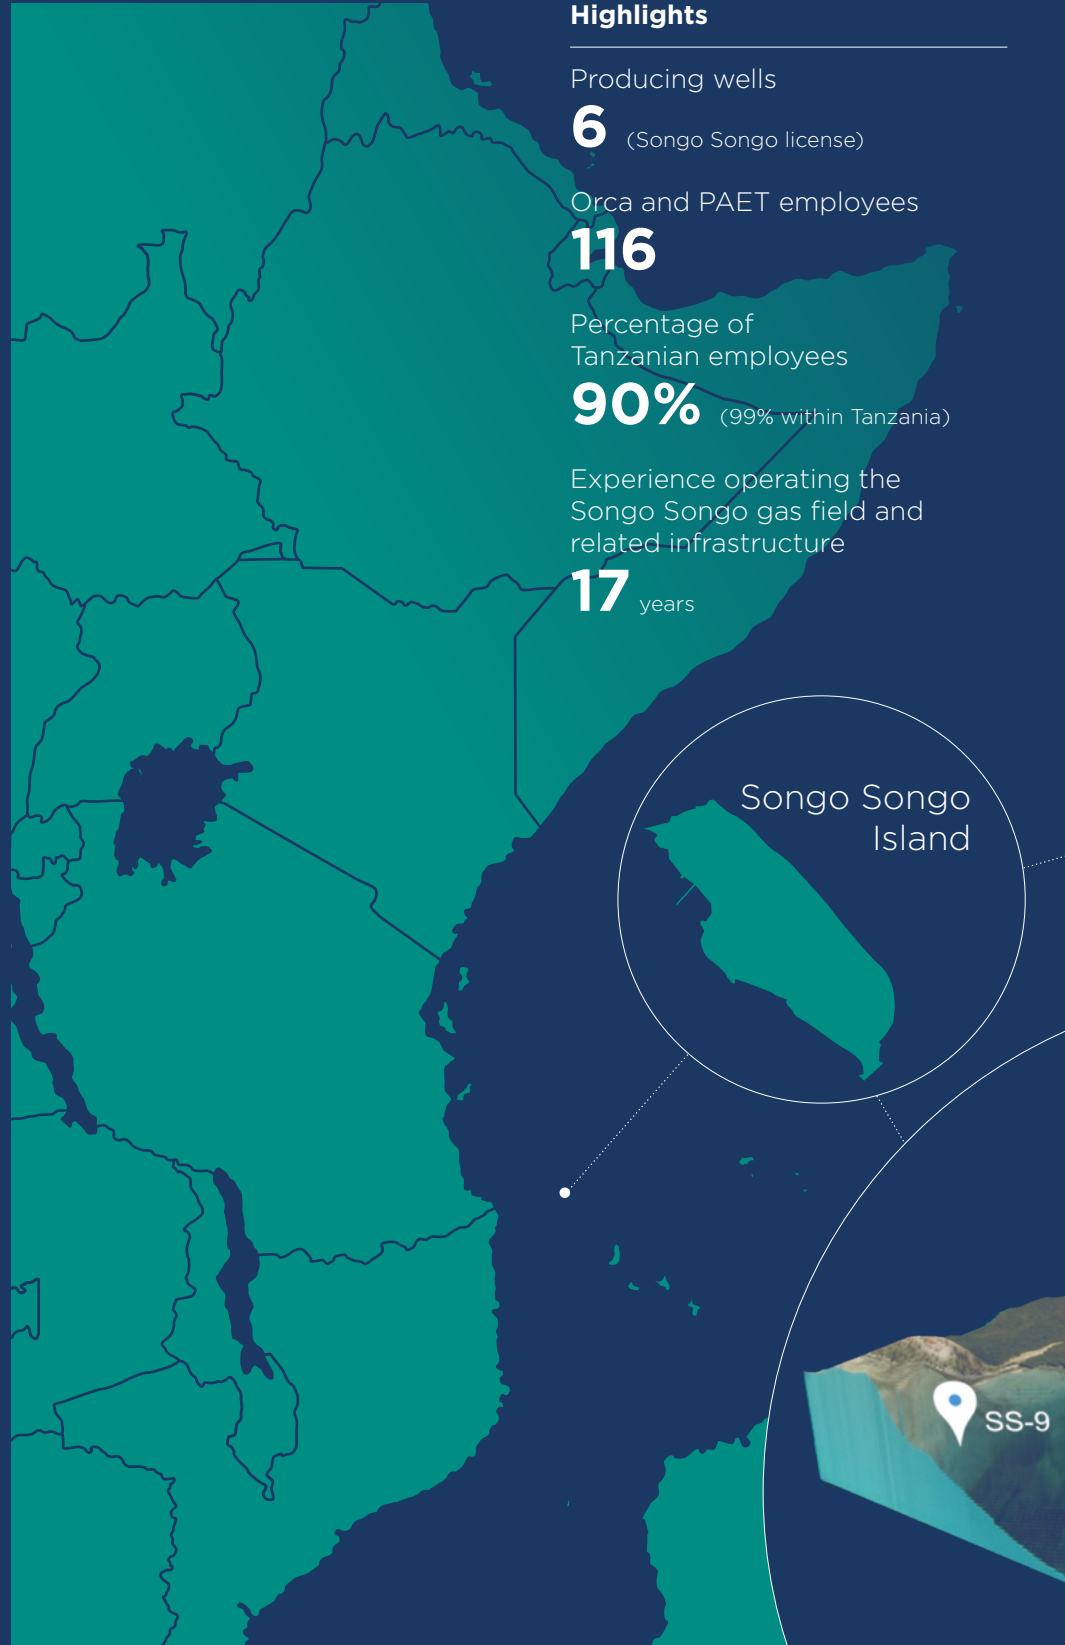 Highlights
Producing wells
6 (Songo Songo license)
Orca and PAET employees
116
Percentage of
Tanzanian employees
90% (99% within Tanzania)
Experience operating the
Songo Songo gas field and
related infrastructure
17 years
Songo Songo
Island
SS-9